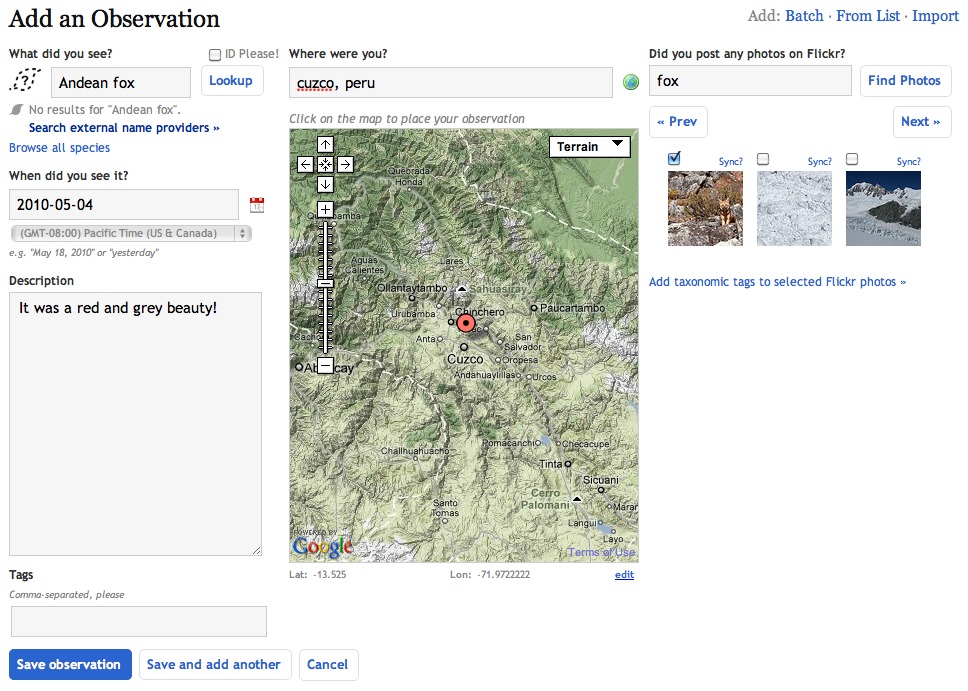 Add an Observation
Add: Batch · From List · Import
What did you see?
ID Please!
Andean fox
Lookup
No results for "Andean fox".
Search external name providers »
Browse all species
When did you see it?
2010-05-04
(GMT-08:00) Pacific Time (US & Canada)
e.g. "May 18, 2010" or "yesterday"
Description
It was a red and grey beauty!
Tags
Comma-separated, please
Save observation
Save and add another
Cancel
Where were you?
cuzco, peru
Click on the map to place your observation
Terrain
Quebrada
Honda
Aguas
Calientes
Lares
Ollantaytambo
Sahuasiray
Urubamba
Chinchero
Paucartambo
Anta
San
Salvador
Cuzco
Oropesa
Andahuaylillas
Urcos
Pomacanchi
Checacupe
Challhuahuacho
Tinta
Sicuani
Cerro
Palomani
Santo
Tomas
Langui
Layo
POWERED BY
Google
Terms of Use
Lat: -13.525
Lon: -71.9722222
edit
Did you post any photos on Flickr?
fox
Find Photos
« Prev
Next »
Sync?
Sync?
Sync?
Add taxonomic tags to selected Flickr photos »